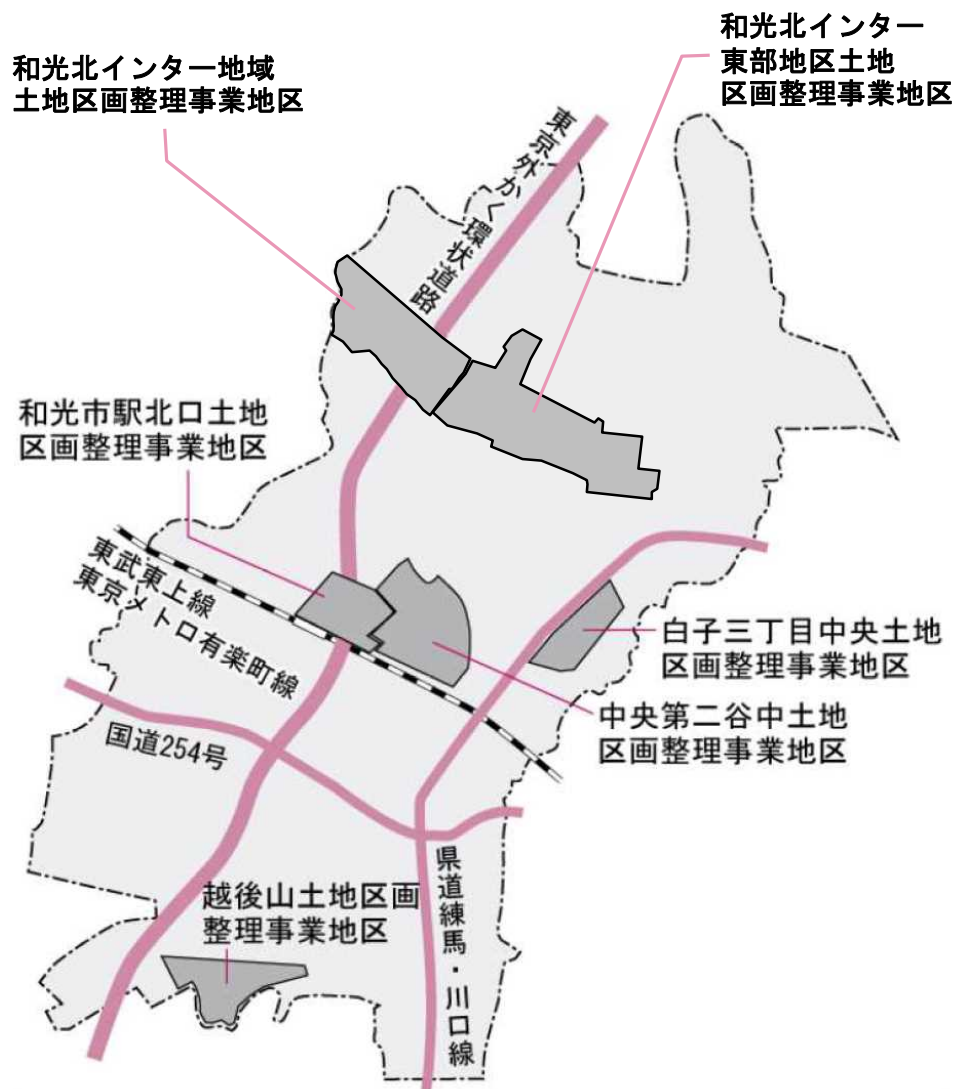 和光北インター地域
土地区画整理事業地区
和光北インター
東部地区土地
区画整理事業地区
東京外かく環状道路
和光市駅北口土地
区画整理事業地区
東武東上線
東京メトロ有楽町線
白子三丁目中央土地
区画整理事業地区
中央第二谷中土地
区画整理事業地区
国道254号
県道練馬・川口線
越後山土地区画
整理事業地区